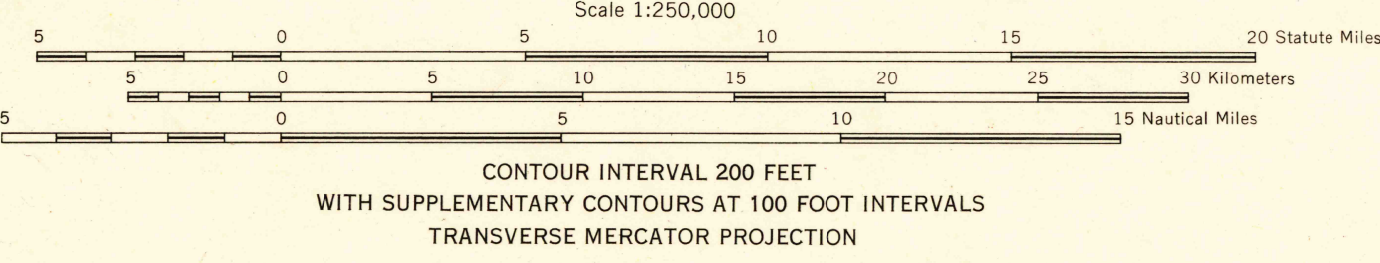 Scale 1:250,000
5 0 5 10 15 20 Statute Miles
5 0 5 10 15 20 25 30 Kilometers
5 0 5 10 15 Nautical Miles
CONTOUR INTERVAL 200 FEET
WITH SUPPLEMENTARY CONTOURS AT 100 FOOT INTERVALS
TRANSVERSE MERCATOR PROJECTION